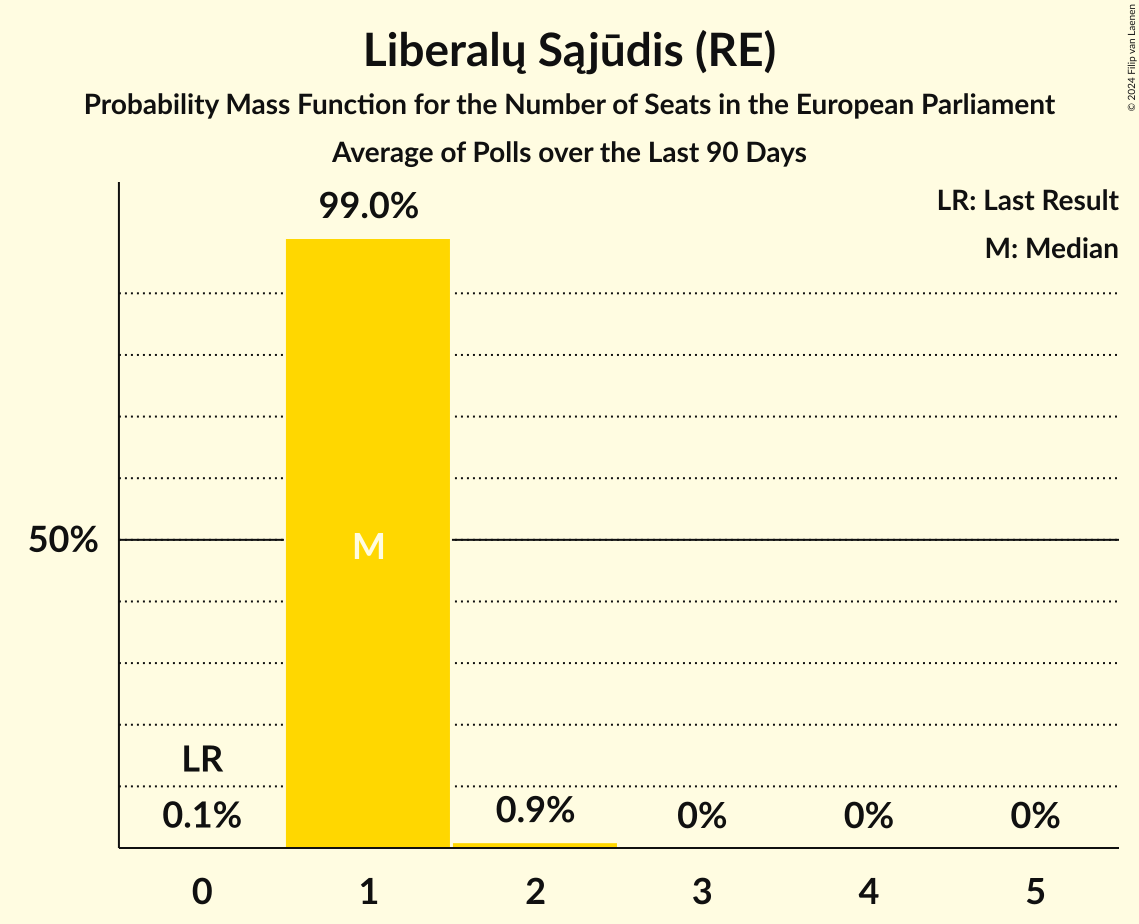 Liberalų Sąjūdis (RE)
Probability Mass Function for the Number of Seats in the European Parliament
Average of Polls over the Last 90 Days
© 2024 Filip van Laenen
LR: Last Result
M: Median
99.0%
50%
M
LR
0.1%
0.9%
0%
0%
0%
0 1 2 3 4 5